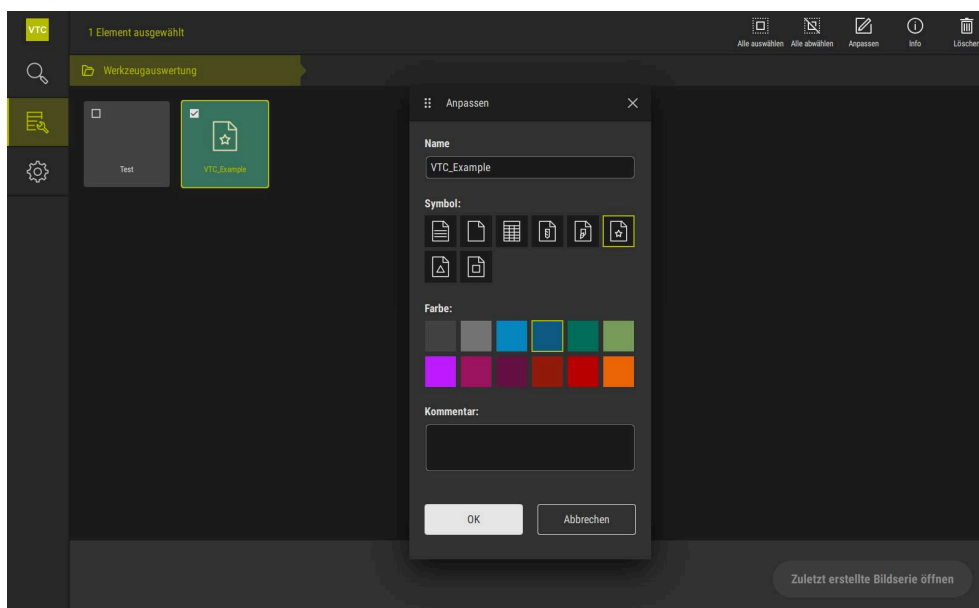 VTC
1 Element ausgewählt
Alle auswählen
Alle abwählen
Anpassen
Info
Löschen
Werkzeugauswertung
Test
VTC_Example
Anpassen
Name
VTC_Example
Symbol:
Farbe:
Kommentar:
OK
Abbrechen
Zuletzt erstellte Bildserie öffnen